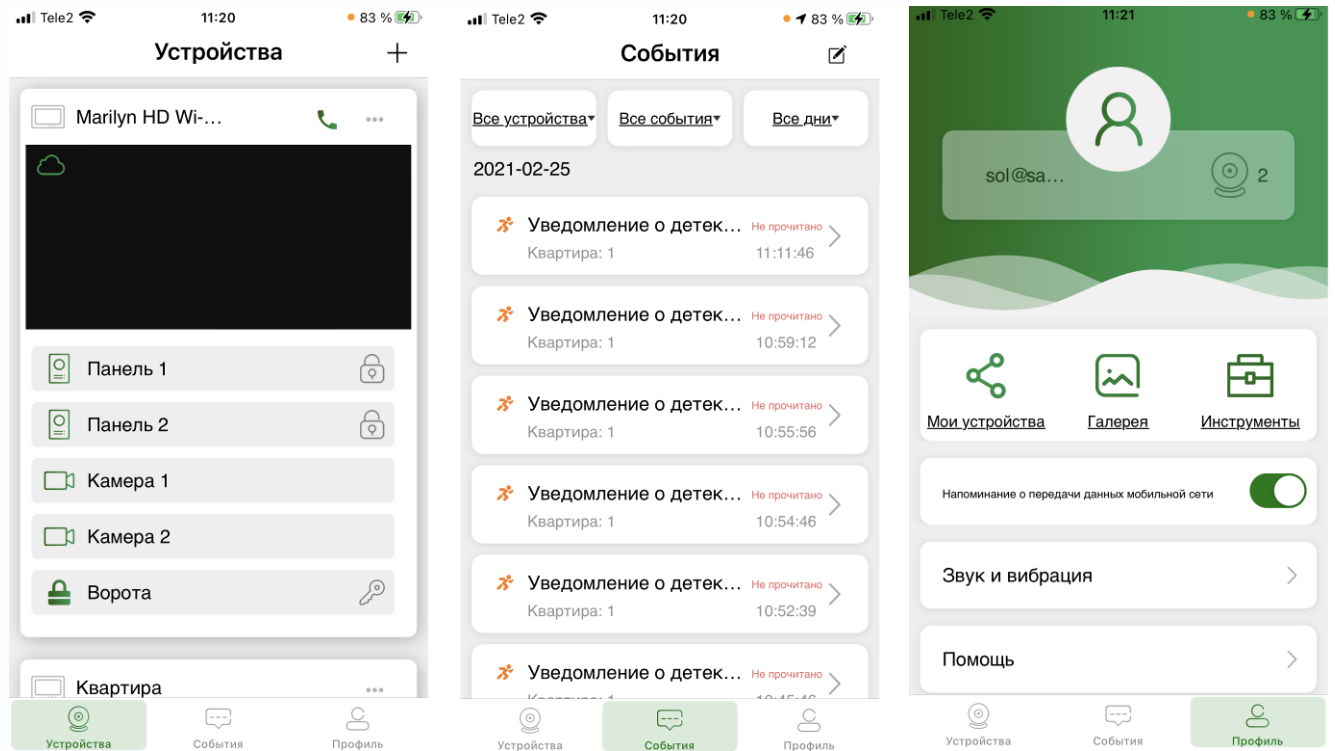 Tele2 11:20 83 %
Устройства
Marilyn HD Wi-...
Панель 1
Панель 2
Камера 1
Камера 2
Ворота
Квартира
Устройства События Профиль
Tele2 11:20 83 %
События
Все устройства Все события Все дни
2021-02-25
Уведомление о детек... Не прочитано
Квартира: 1 11:11:46
Уведомление о детек... Не прочитано
Квартира: 1 10:59:12
Уведомление о детек... Не прочитано
Квартира: 1 10:55:56
Уведомление о детек... Не прочитано
Квартира: 1 10:54:46
Уведомление о детек... Не прочитано
Квартира: 1 10:52:39
Уведомление о детек... Не прочитано
Квартира: 1 10:45:46
Устройства События Профиль
Tele2 11:21 83 %
sol@sa... 2
Мои устройства Галерея Инструменты
Напоминание о передачи данных мобильной сети
Звук и вибрация
Помощь
Устройства События Профиль